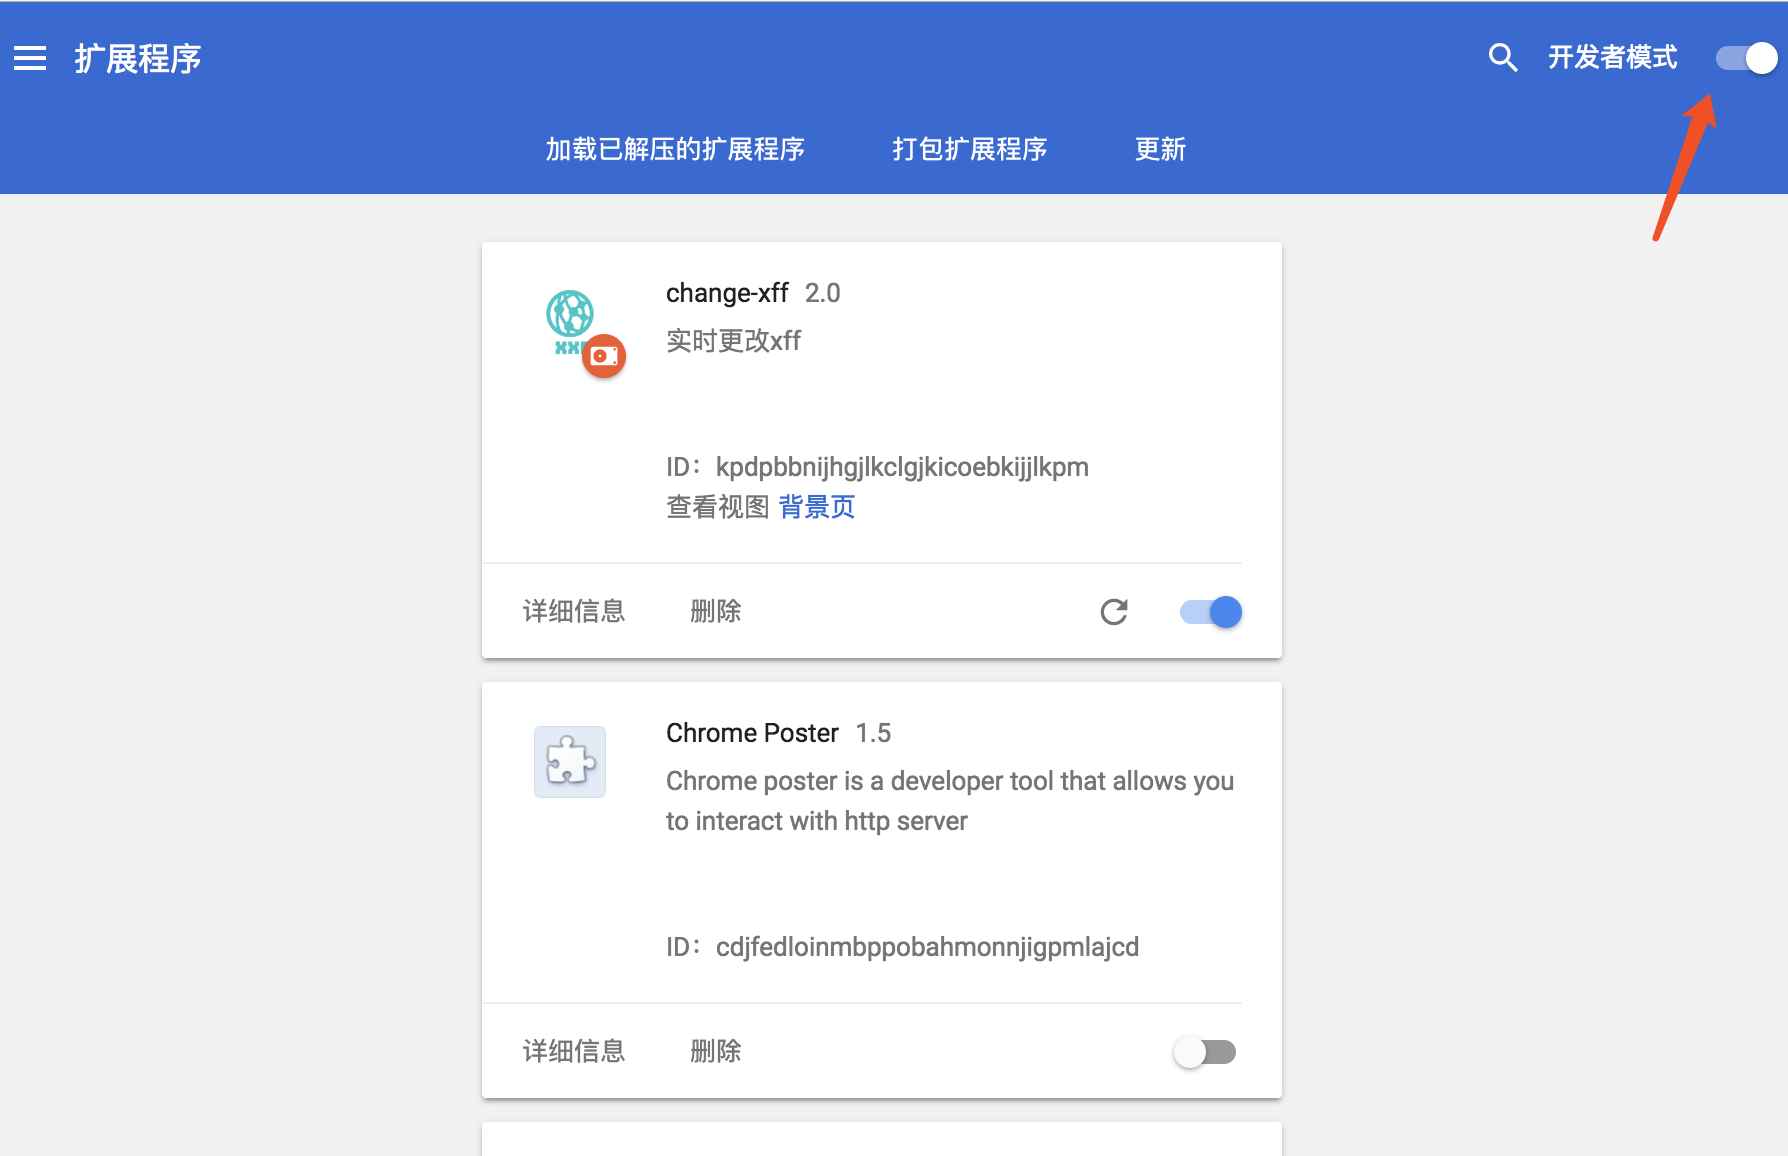 扩展程序
开发者模式
加载已解压的扩展程序 打包扩展程序 更新
change-xff 2.0
实时更改xff
ID：kpdpbbnijhgjlkclgjkicoebkijjlkpm
查看视图 背景页
详细信息 删除
Chrome Poster 1.5
Chrome poster is a developer tool that allows you
to interact with http server
ID：cdjfedloinmbppobahmonnjigpmlajcd
详细信息 删除